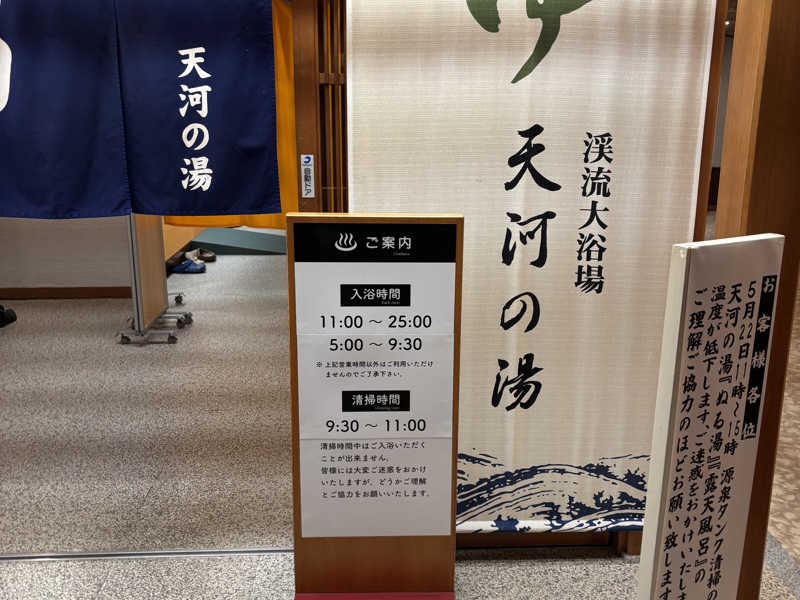 天河の湯
自動ドア
渓流大浴場
天河の湯
ご案内
入浴時間
11:00 ～ 25:00
5:00 ～ 9:30
※ 上記営業時間以外はご利用いただけ
ませんのでご了承下さい。
清掃時間
9:30 ～ 11:00
清掃時間中はご入浴いただく
ことが出来ません。
皆様には大変ご迷惑をおかけ
いたしますが、どうかご理解
とご協力をお願いいたします。
お客様各位
5月22日11時～15時 源泉タンク清掃の
天河の湯『ぬる湯』『露天風呂』の
温度が低下します、ご迷惑をおかけいたしま
ご理解ご協力のほどお願い致します